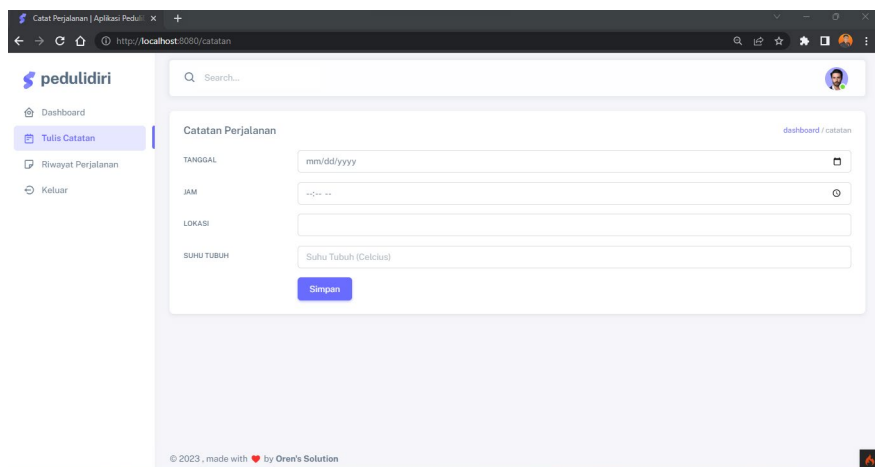 Catat Perjalanan | Aplikasi Peduli
http://localhost:8080/catatan
pedulidiri
Search...
Dashboard
Tulis Catatan
Riwayat Perjalanan
Keluar
Catatan Perjalanan
dashboard / catatan
TANGGAL
mm/dd/yyyy
JAM
--:-- --
LOKASI
SUHU TUBUH
Suhu Tubuh (Celcius)
Simpan
© 2023 , made with ❤ by Oren's Solution